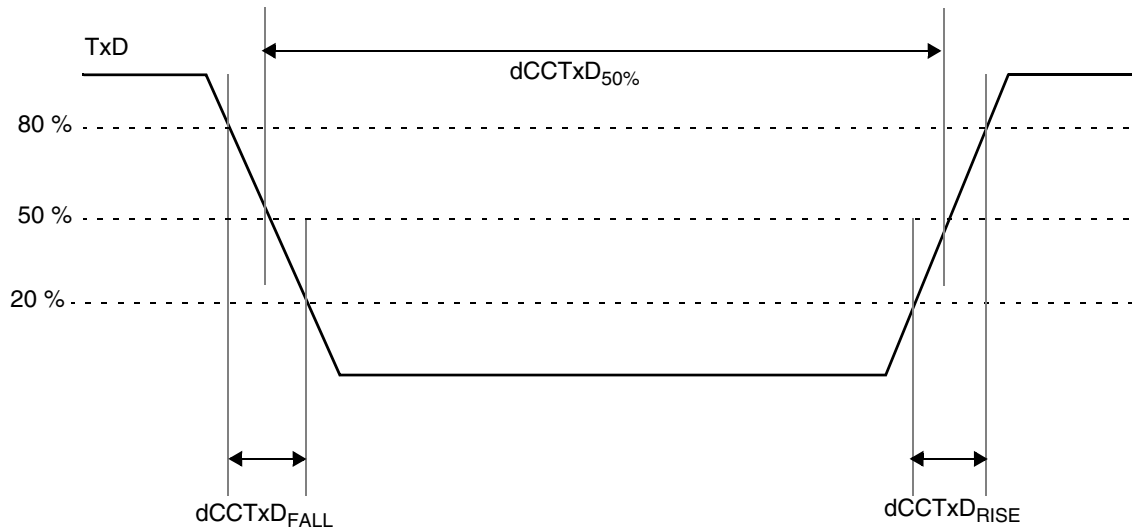 TxD
dCCTxD50%
80 %
50 %
20 %
dCCTxDFALL
dCCTxDRISE